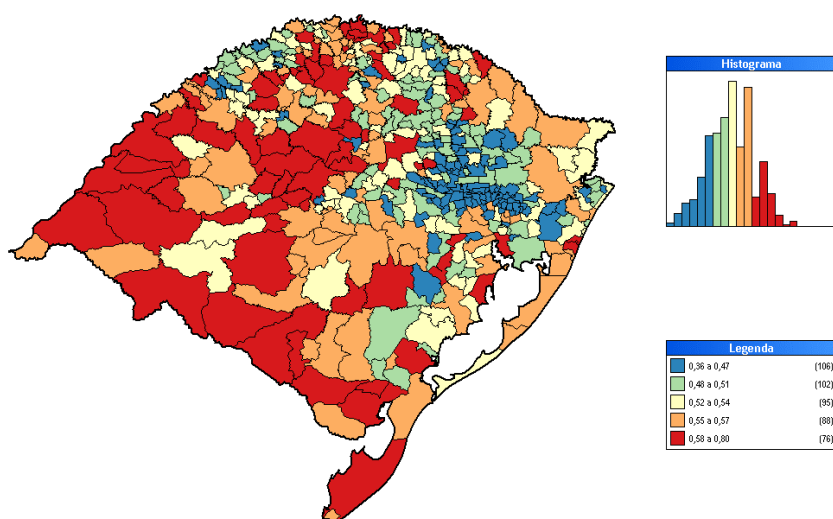 Histograma
Legenda
0,36 a 0,47 (106)
0,48 a 0,51 (102)
0,52 a 0,54 (95)
0,55 a 0,57 (88)
0,58 a 0,80 (76)